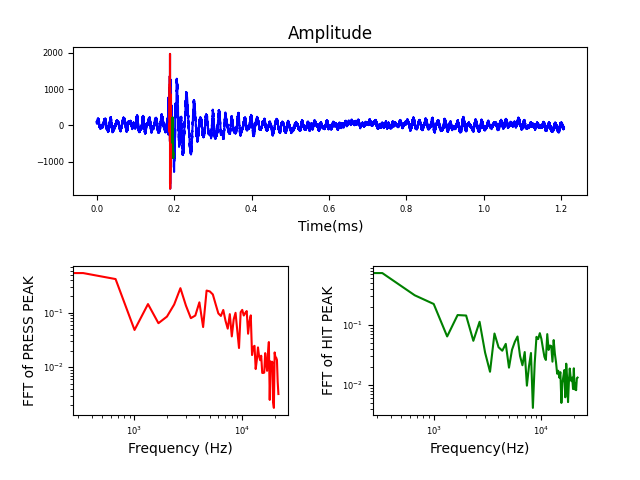 Amplitude
2000
1000
0
−1000
0.0 0.2 0.4 0.6 0.8 1.0 1.2
Time(ms)
FFT of PRESS PEAK
10⁻¹
10⁻²
10³ 10⁴
Frequency (Hz)
FFT of HIT PEAK
10⁻¹
10⁻²
10³ 10⁴
Frequency(Hz)